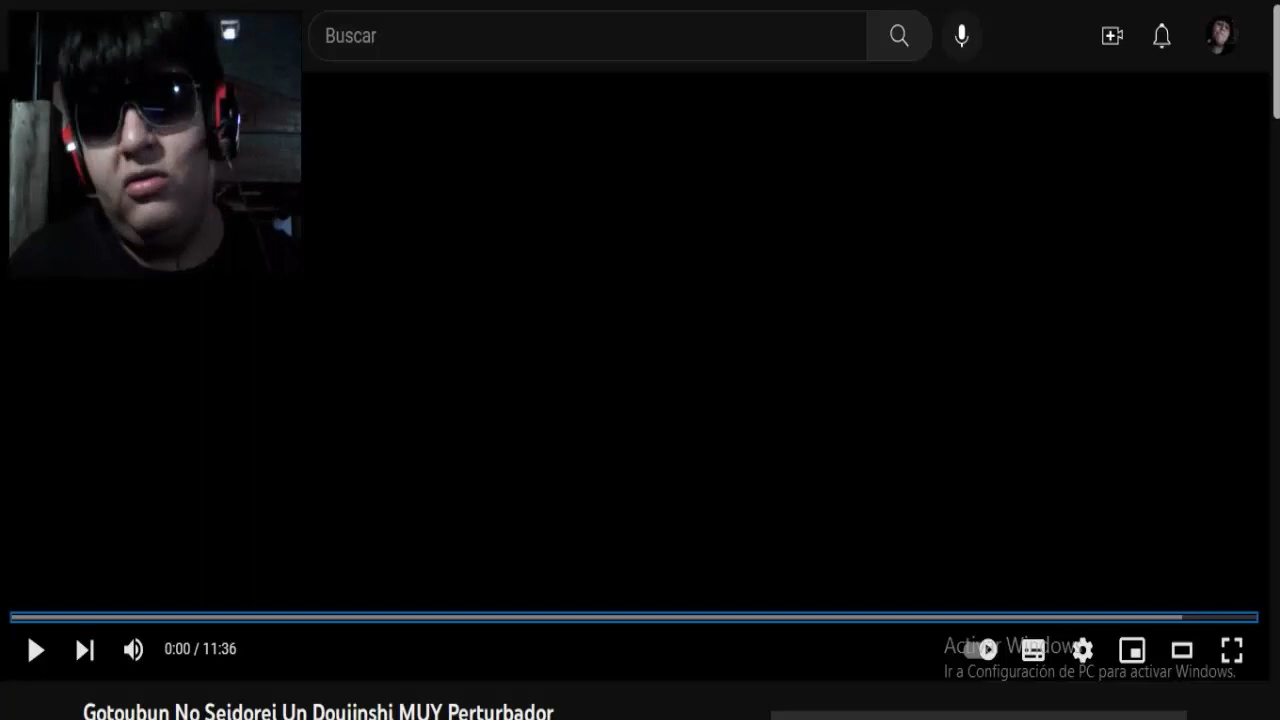 Buscar
0:00 / 11:36
Activar Windows
Ir a Configuración de PC para activar Windows.
Gotoubun No Seidorei Un Doujinshi MUY Perturbador